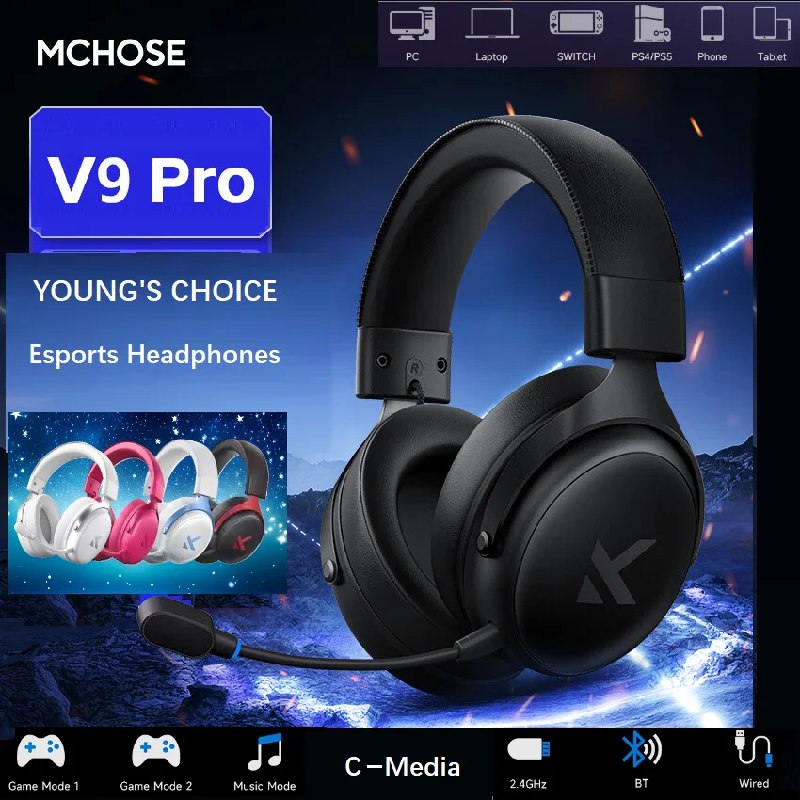 MCHOSE
PC Laptop SWITCH PS4/PS5 Phone Tablet
V9 Pro
YOUNG'S CHOICE
Esports Headphones
R
Game Mode 1 Game Mode 2 Music Mode C-Media 2.4GHz BT Wired